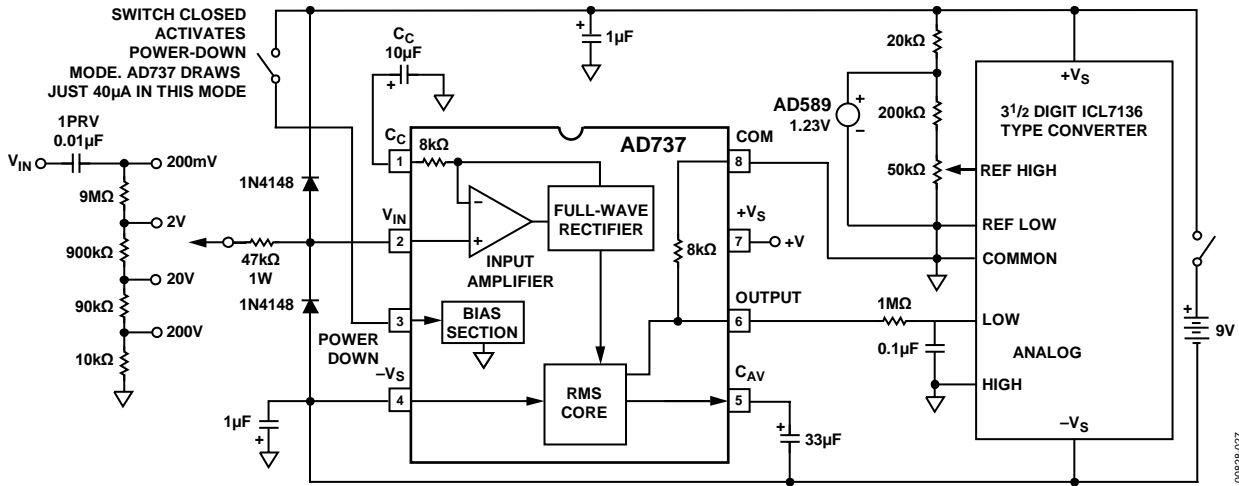 SWITCH CLOSED
ACTIVATES
POWER-DOWN
MODE. AD737 DRAWS
JUST 40µA IN THIS MODE
1PRV
0.01µF
VIN
200mV
9MΩ
2V
900kΩ
20V
90kΩ
200V
10kΩ
47kΩ
1W
1N4148
1N4148
1µF
+
CC
10µF
+
1µF
+
AD737
CC
1
8kΩ
VIN
2
−
+
INPUT
AMPLIFIER
FULL-WAVE
RECTIFIER
3
POWER
DOWN
BIAS
SECTION
−VS
4
RMS
CORE
COM
8
8kΩ
+VS
7
+V
OUTPUT
6
CAV
5
+
33µF
20kΩ
AD589
1.23V
+
−
200kΩ
50kΩ
1MΩ
0.1µF
+VS
3 1/2 DIGIT ICL7136
TYPE CONVERTER
REF HIGH
REF LOW
COMMON
LOW
ANALOG
HIGH
−VS
+
9V
00828-027